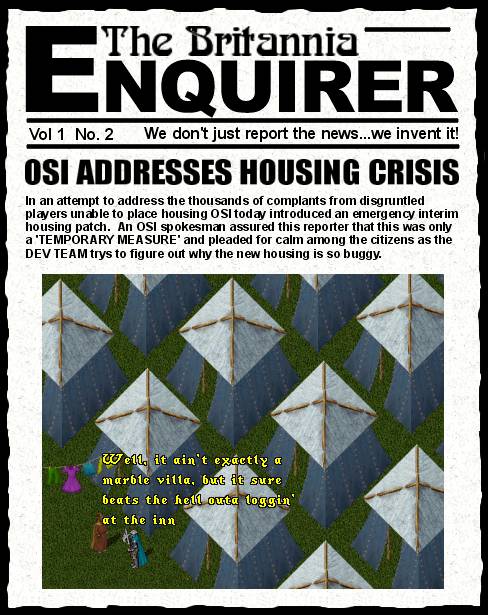 The Britannia
ENQUIRER
Vol 1 No. 2 We don't just report the news...we invent it!
OSI ADDRESSES HOUSING CRISIS
In an attempt to address the thousands of complants from disgruntled
players unable to place housing OSI today introduced an emergency interim
housing patch. An OSI spokesman assured this reporter that this was only
a 'TEMPORARY MEASURE' and pleaded for calm among the citizens as the
DEV TEAM trys to figure out why the new housing is so buggy.
Well, it ain't exactly a
marble villa, but it sure
beats the hell outa loggin'
at the inn